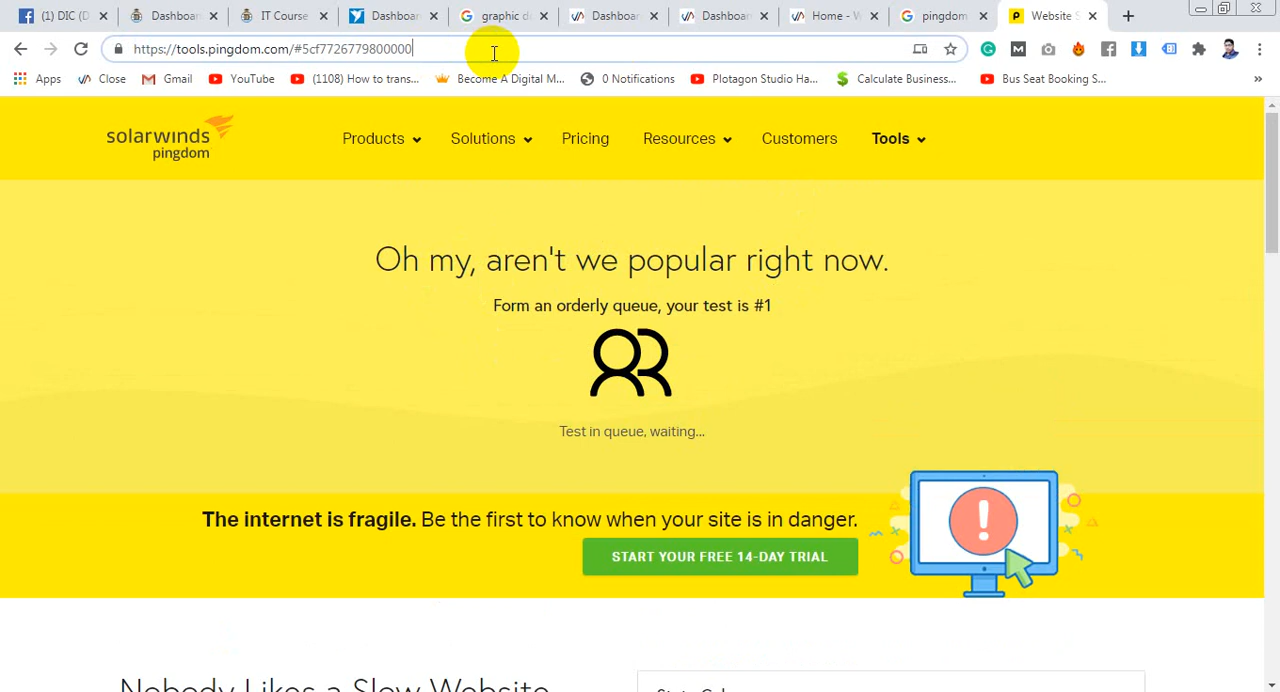 (1) DIC (D
Dashboar
IT Course
Dashboar
graphic d
Dashboar
Dashboar
Home - W
pingdom
Website S
https://tools.pingdom.com/#5cf7726779800000
Apps
Close
Gmail
YouTube
(1108) How to trans...
Become A Digital M...
0 Notifications
Plotagon Studio Ha...
Calculate Business...
Bus Seat Booking S...
»
solarwinds
pingdom
Products
Solutions
Pricing
Resources
Customers
Tools
Oh my, aren't we popular right now.
Form an orderly queue, your test is #1
Test in queue, waiting...
The internet is fragile. Be the first to know when your site is in danger.
START YOUR FREE 14-DAY TRIAL
Nobody Likes a Slow Website